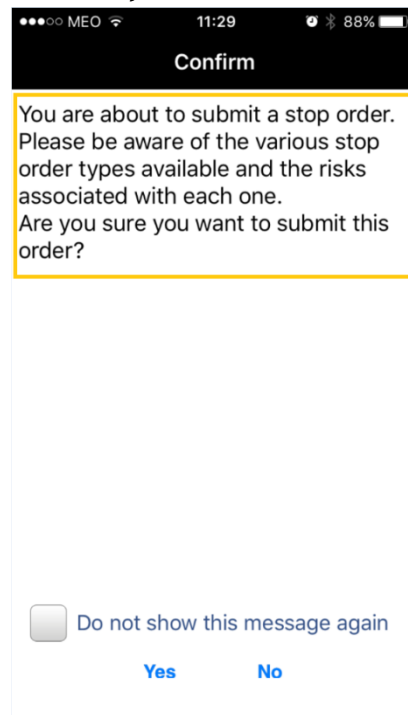 MEO 11:29 88%
Confirm
You are about to submit a stop order.
Please be aware of the various stop
order types available and the risks
associated with each one.
Are you sure you want to submit this
order?
Do not show this message again
Yes No